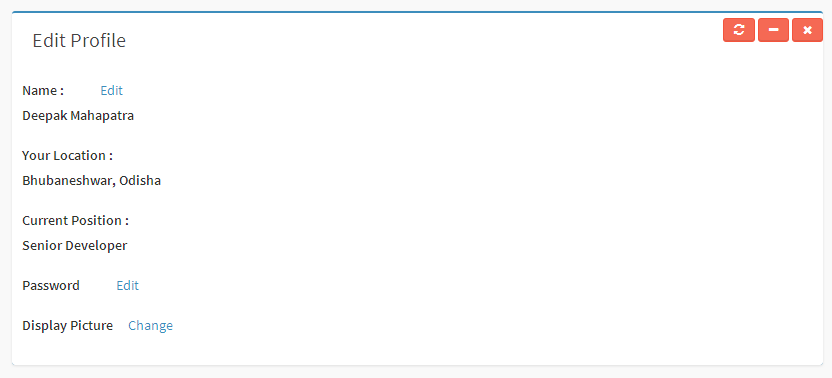 Edit Profile
Name : Edit
Deepak Mahapatra
Your Location :
Bhubaneshwar, Odisha
Current Position :
Senior Developer
Password Edit
Display Picture Change